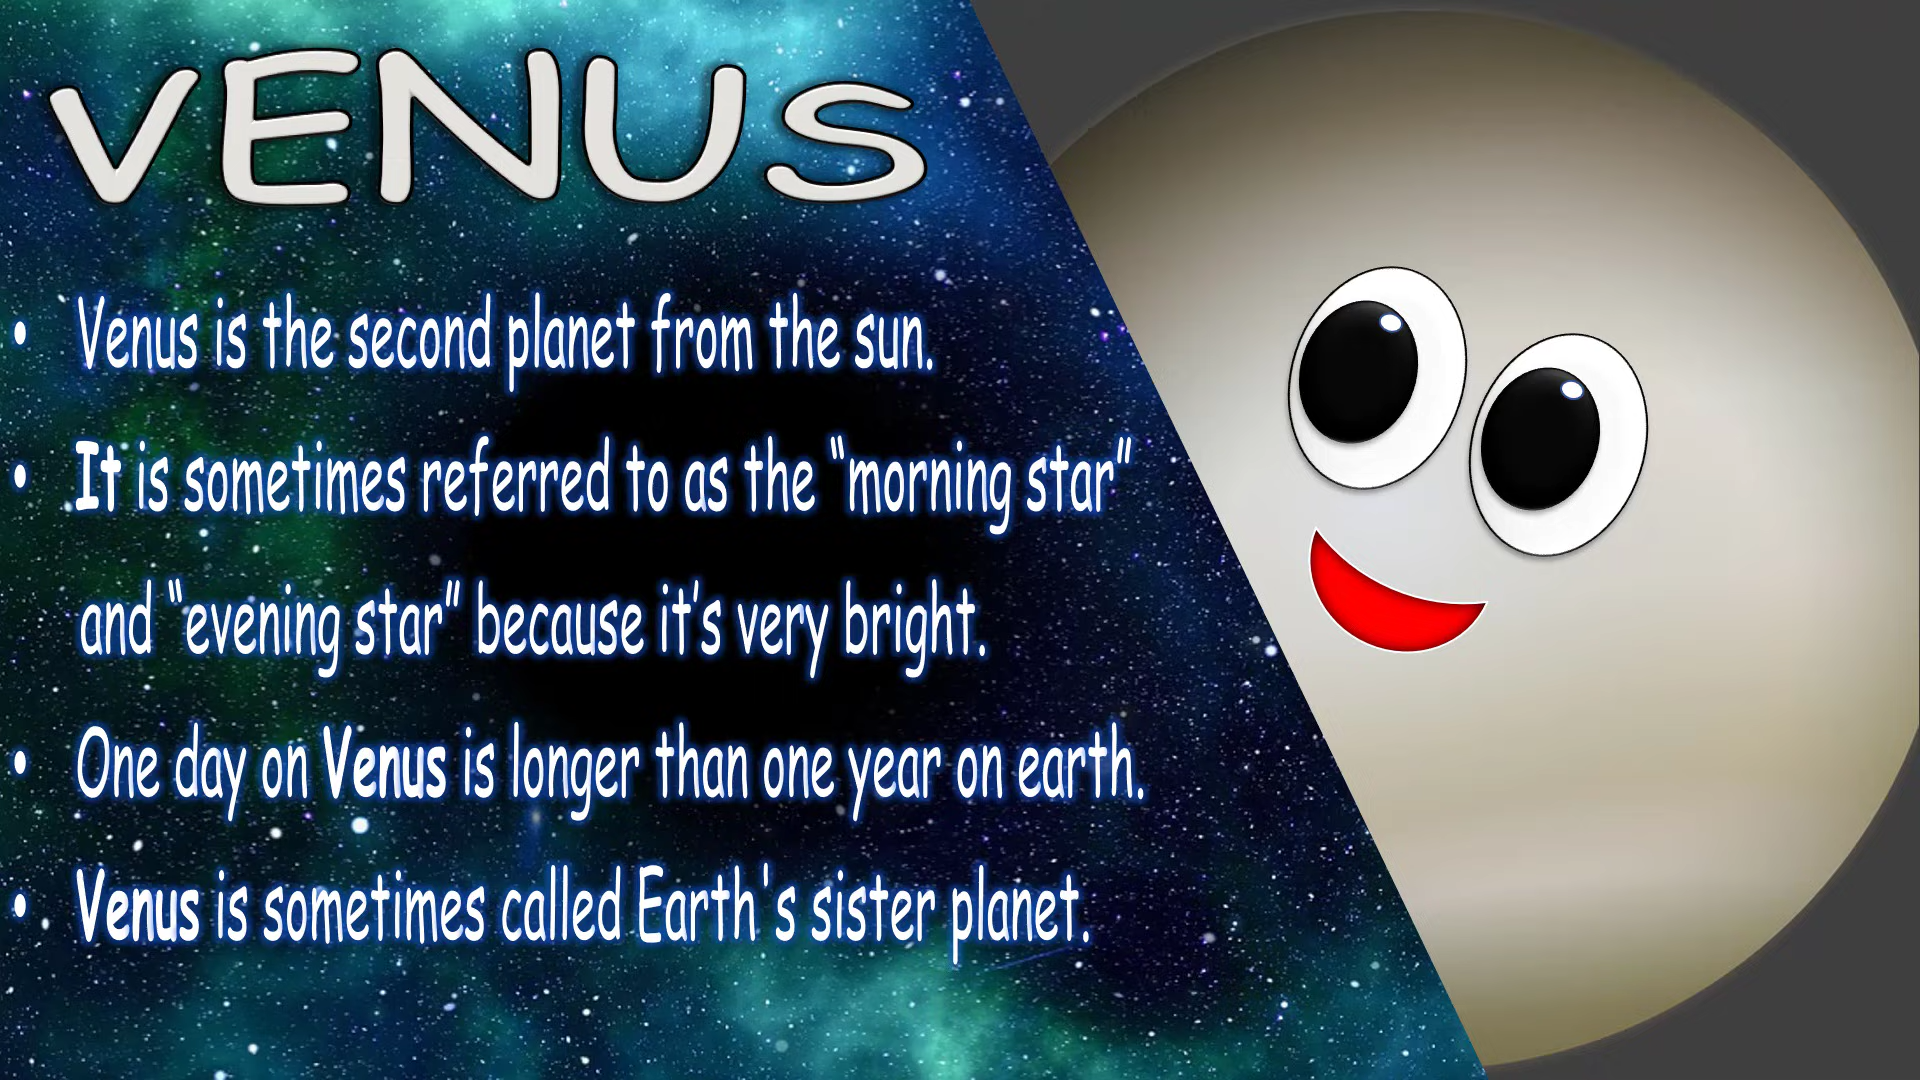 VENUS
• Venus is the second planet from the sun.
• It is sometimes referred to as the “morning star”
and “evening star” because it’s very bright.
• One day on Venus is longer than one year on earth.
• Venus is sometimes called Earth's sister planet.